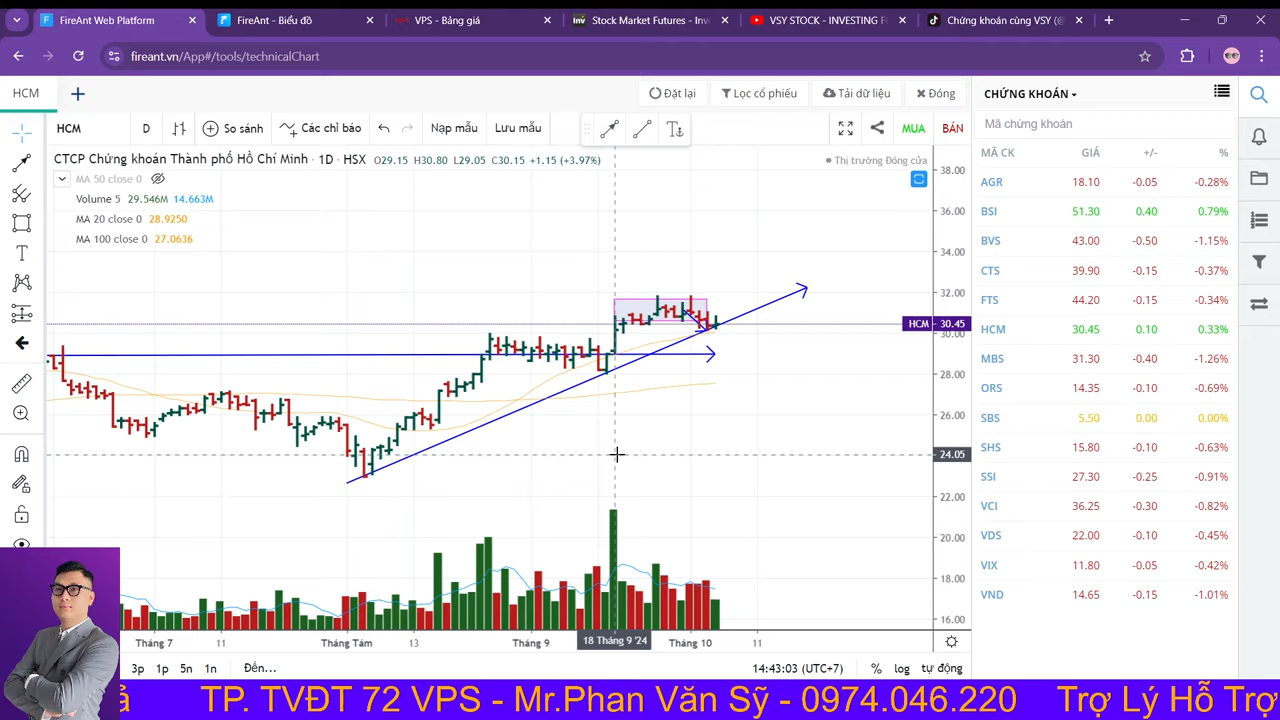 FireAnt Web Platform
FireAnt - Biểu đồ
VPS - Bảng giá
Stock Market Futures - Inve
VSY STOCK - INVESTING F
Chứng khoán cùng VSY (@
fireant.vn/App#/tools/technicalChart
HCM
Đặt lại
Lọc cổ phiếu
Tải dữ liệu
Đóng
CHỨNG KHOÁN
HCM
D
So sánh
Các chỉ báo
Nạp mẫu
Lưu mẫu
MUA
BÁN
Mã chứng khoán
CTCP Chứng khoán Thành phố Hồ Chí Minh · 1D · HSX O29.15 H30.80 L29.05 C30.15 +1.15 (+3.97%)
Thị trường Đóng cửa
MA 50 close 0
Volume 5 29.546M 14.663M
MA 20 close 0 28.9250
MA 100 close 0 27.0636
38.00
36.00
34.00
32.00
HCM 30.45
30.00
28.00
26.00
24.05
22.00
20.00
18.00
16.00
MÃ CK GIÁ +/- %
AGR 18.10 -0.05 -0.28%
BSI 51.30 0.40 0.79%
BVS 43.00 -0.50 -1.15%
CTS 39.90 -0.15 -0.37%
FTS 44.20 -0.15 -0.34%
HCM 30.45 0.10 0.33%
MBS 31.30 -0.40 -1.26%
ORS 14.35 -0.10 -0.69%
SBS 5.50 0.00 0.00%
SHS 15.80 -0.10 -0.63%
SSI 27.30 -0.25 -0.91%
VCI 36.25 -0.30 -0.82%
VDS 22.00 -0.10 -0.45%
VIX 11.80 -0.05 -0.42%
VND 14.65 -0.15 -1.01%
Tháng 7 11 Tháng Tám 13 Tháng 9 18 Tháng 9 '24 Tháng 10 11
3p 1p 5n 1n Đến... 14:43:03 (UTC+7) % log tự động
TP. TVĐT 72 VPS - Mr.Phan Văn Sỹ - 0974.046.220 Trợ Lý Hỗ Trợ